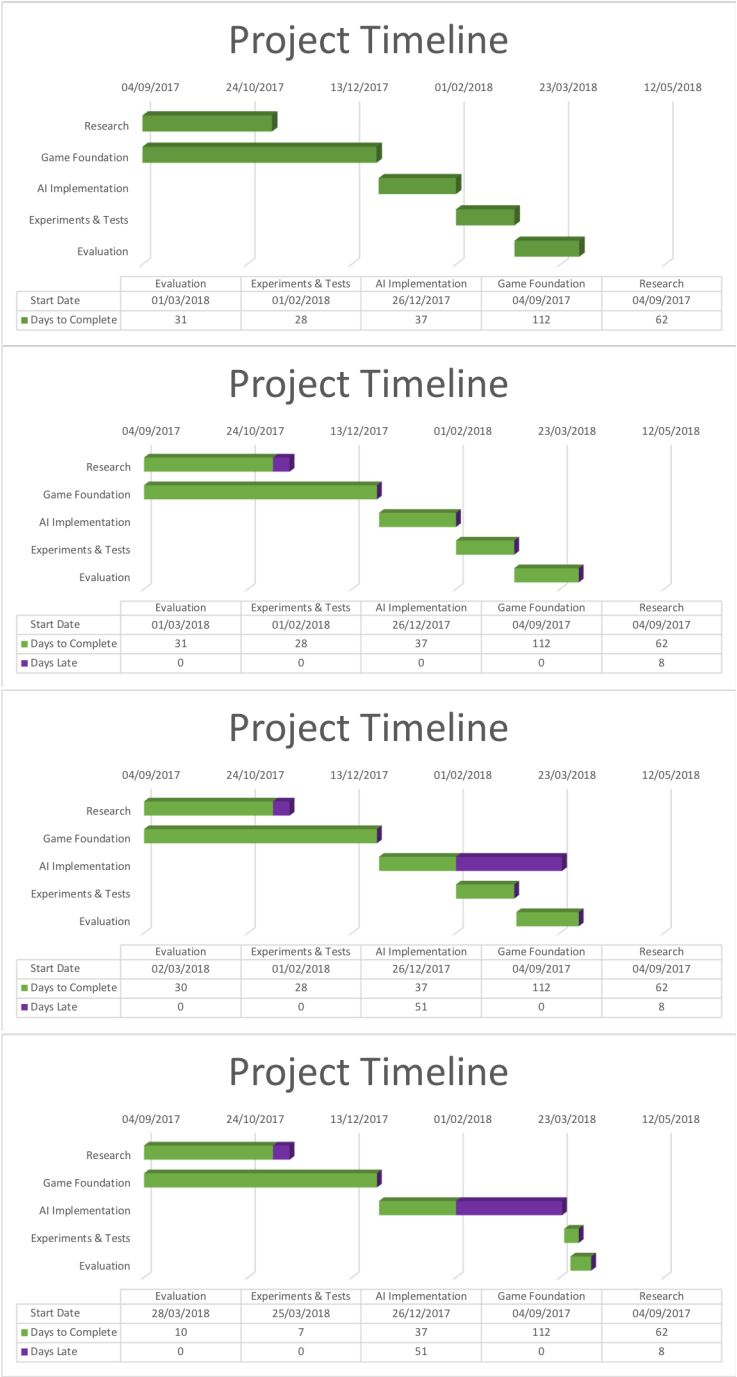 Project Timeline
04/09/2017 24/10/2017 13/12/2017 01/02/2018 23/03/2018 12/05/2018
Research
Game Foundation
AI Implementation
Experiments & Tests
Evaluation
Evaluation Experiments & Tests AI Implementation Game Foundation Research
Start Date 01/03/2018 01/02/2018 26/12/2017 04/09/2017 04/09/2017
Days to Complete 31 28 37 112 62
Project Timeline
04/09/2017 24/10/2017 13/12/2017 01/02/2018 23/03/2018 12/05/2018
Research
Game Foundation
AI Implementation
Experiments & Tests
Evaluation
Evaluation Experiments & Tests AI Implementation Game Foundation Research
Start Date 01/03/2018 01/02/2018 26/12/2017 04/09/2017 04/09/2017
Days to Complete 31 28 37 112 62
Days Late 0 0 0 0 8
Project Timeline
04/09/2017 24/10/2017 13/12/2017 01/02/2018 23/03/2018 12/05/2018
Research
Game Foundation
AI Implementation
Experiments & Tests
Evaluation
Evaluation Experiments & Tests AI Implementation Game Foundation Research
Start Date 02/03/2018 01/02/2018 26/12/2017 04/09/2017 04/09/2017
Days to Complete 30 28 37 112 62
Days Late 0 0 51 0 8
Project Timeline
04/09/2017 24/10/2017 13/12/2017 01/02/2018 23/03/2018 12/05/2018
Research
Game Foundation
AI Implementation
Experiments & Tests
Evaluation
Evaluation Experiments & Tests AI Implementation Game Foundation Research
Start Date 28/03/2018 25/03/2018 26/12/2017 04/09/2017 04/09/2017
Days to Complete 10 7 37 112 62
Days Late 0 0 51 0 8